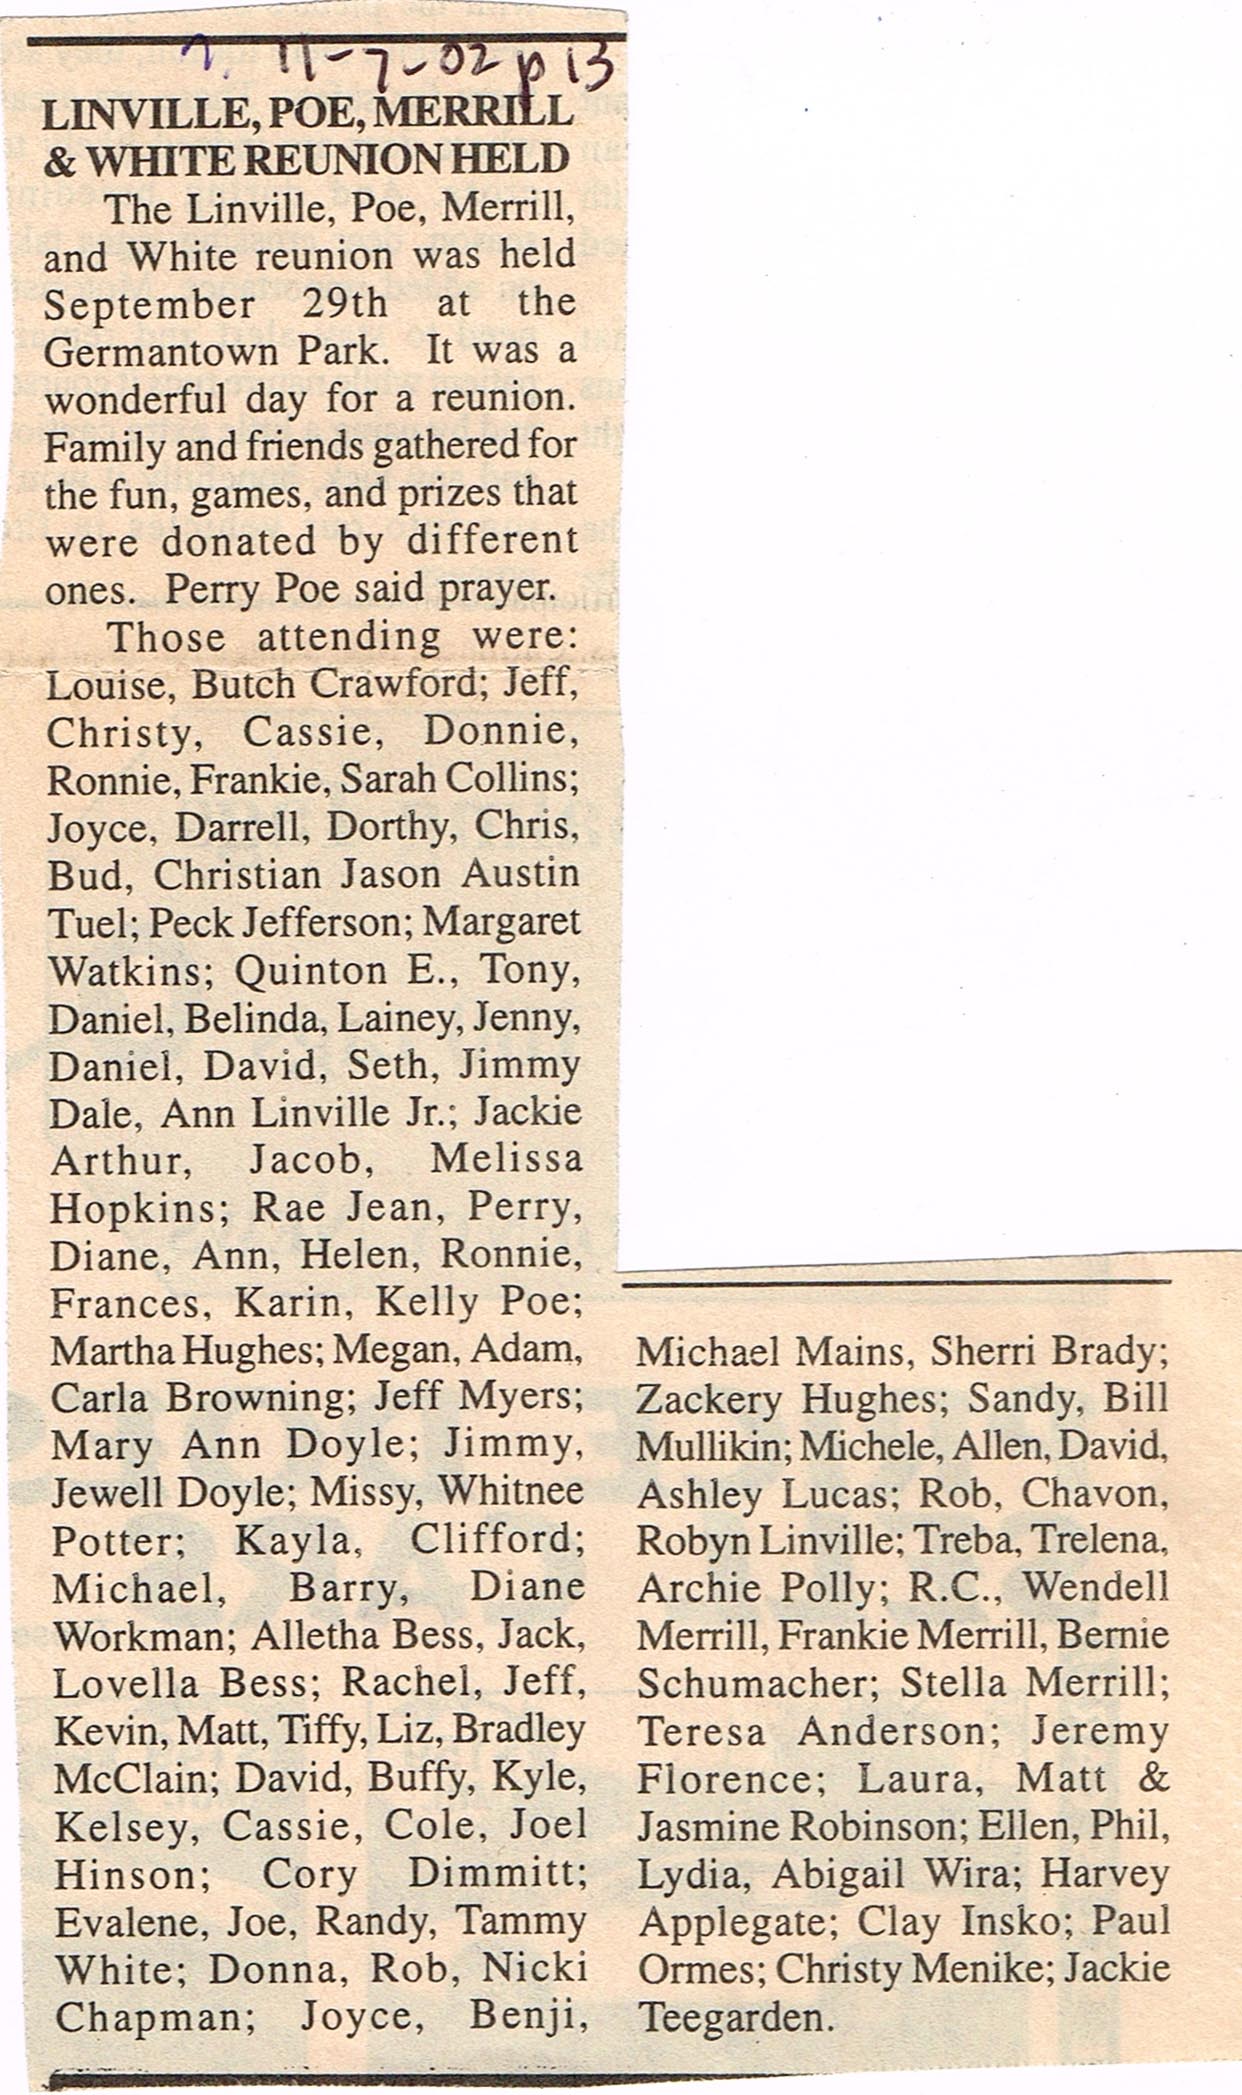 11-7-02 p 13
LINVILLE, POE, MERRILL
& WHITE REUNION HELD
The Linville, Poe, Merrill,
and White reunion was held
September 29th at the
Germantown Park. It was a
wonderful day for a reunion.
Family and friends gathered for
the fun, games, and prizes that
were donated by different
ones. Perry Poe said prayer.
Those attending were:
Louise, Butch Crawford; Jeff,
Christy, Cassie, Donnie,
Ronnie, Frankie, Sarah Collins;
Joyce, Darrell, Dorthy, Chris,
Bud, Christian Jason Austin
Tuel; Peck Jefferson; Margaret
Watkins; Quinton E., Tony,
Daniel, Belinda, Lainey, Jenny,
Daniel, David, Seth, Jimmy
Dale, Ann Linville Jr.; Jackie
Arthur, Jacob, Melissa
Hopkins; Rae Jean, Perry,
Diane, Ann, Helen, Ronnie,
Frances, Karin, Kelly Poe;
Martha Hughes; Megan, Adam,
Carla Browning; Jeff Myers;
Mary Ann Doyle; Jimmy,
Jewell Doyle; Missy, Whitnee
Potter; Kayla, Clifford;
Michael, Barry, Diane
Workman; Alletha Bess, Jack,
Lovella Bess; Rachel, Jeff,
Kevin, Matt, Tiffy, Liz, Bradley
McClain; David, Buffy, Kyle,
Kelsey, Cassie, Cole, Joel
Hinson; Cory Dimmitt;
Evalene, Joe, Randy, Tammy
White; Donna, Rob, Nicki
Chapman; Joyce, Benji,
Michael Mains, Sherri Brady;
Zackery Hughes; Sandy, Bill
Mullikin; Michele, Allen, David,
Ashley Lucas; Rob, Chavon,
Robyn Linville; Treba, Trelena,
Archie Polly; R.C., Wendell
Merrill, Frankie Merrill, Bernie
Schumacher; Stella Merrill;
Teresa Anderson; Jeremy
Florence; Laura, Matt &
Jasmine Robinson; Ellen, Phil,
Lydia, Abigail Wira; Harvey
Applegate; Clay Insko; Paul
Ormes; Christy Menike; Jackie
Teegarden.